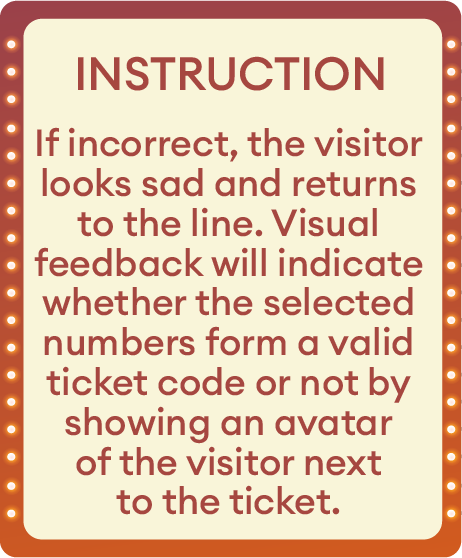 INSTRUCTION
If incorrect, the visitor
looks sad and returns
to the line. Visual
feedback will indicate
whether the selected
numbers form a valid
ticket code or not by
showing an avatar
of the visitor next
to the ticket.